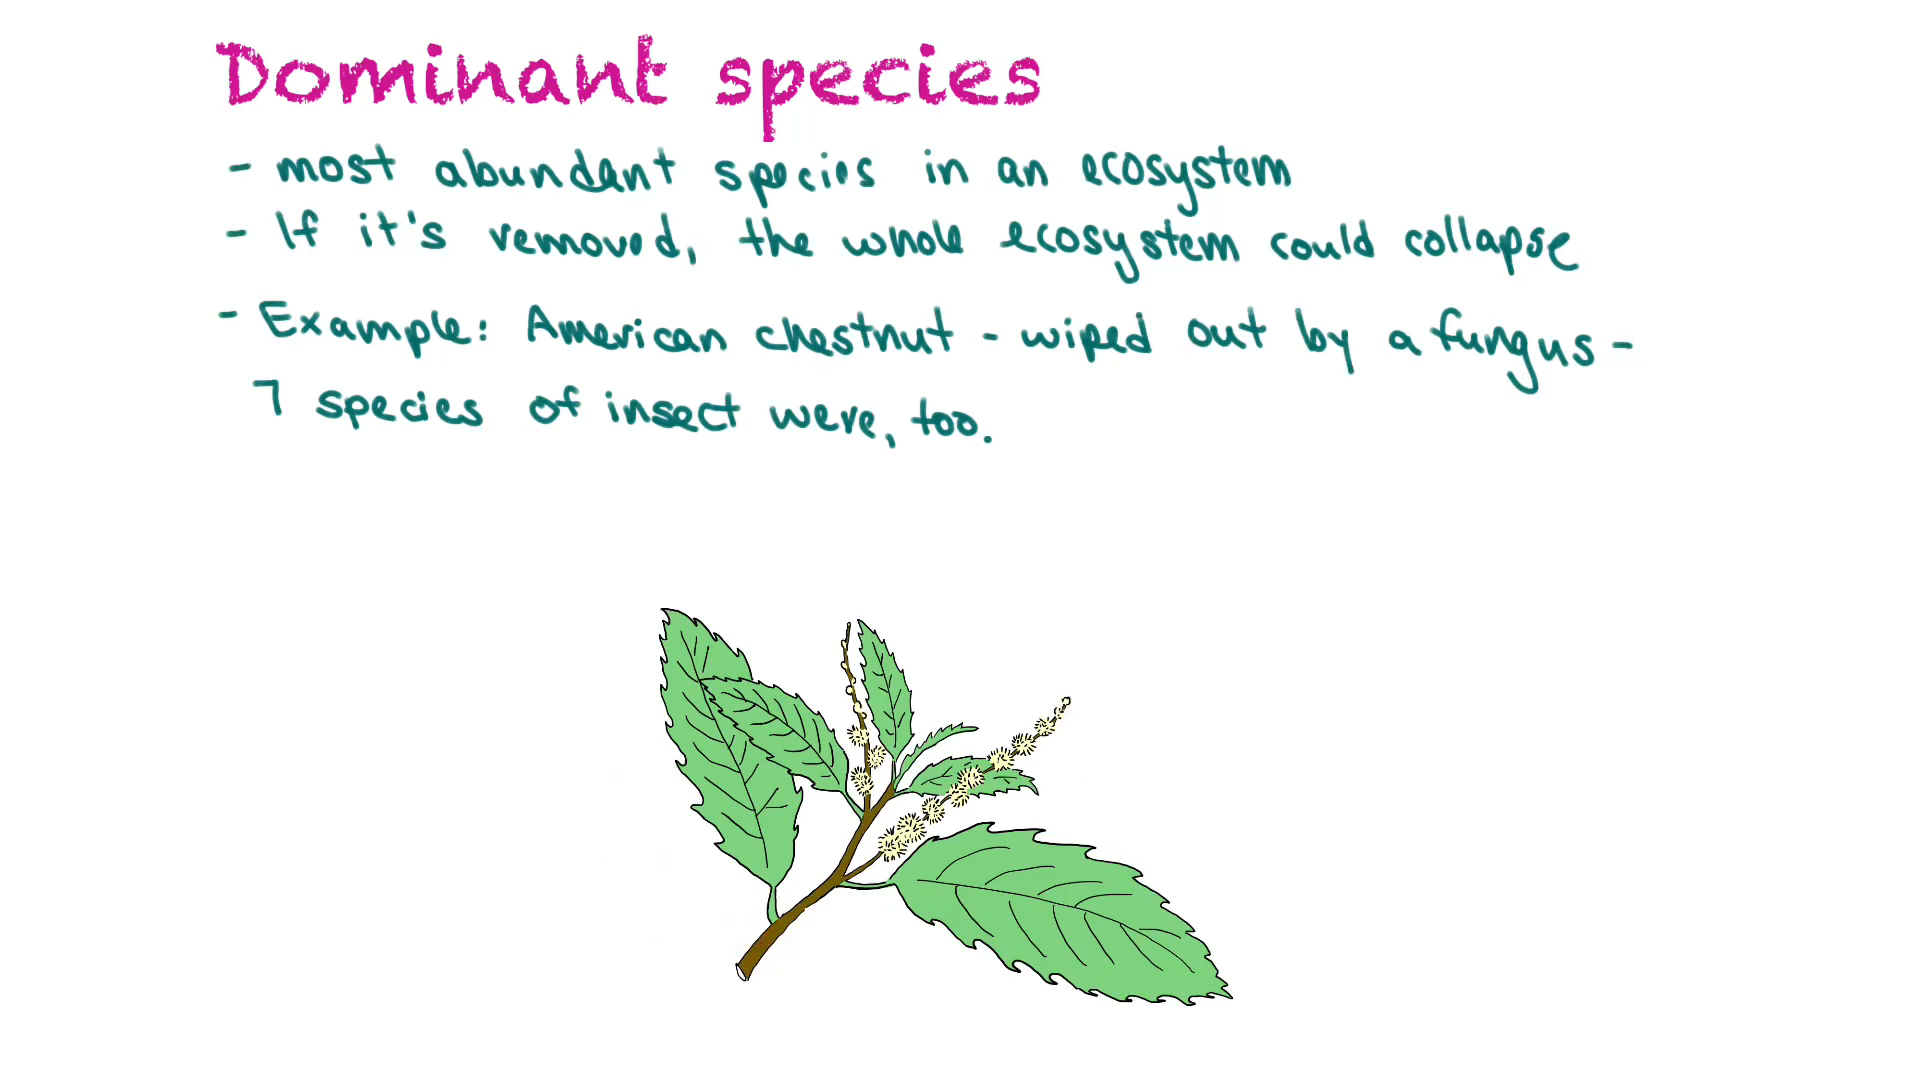 Dominant species
- most abundant species in an ecosystem
- If it's removed, the whole ecosystem could collapse
- Example: American chestnut - wiped out by a fungus -
7 species of insect were, too.